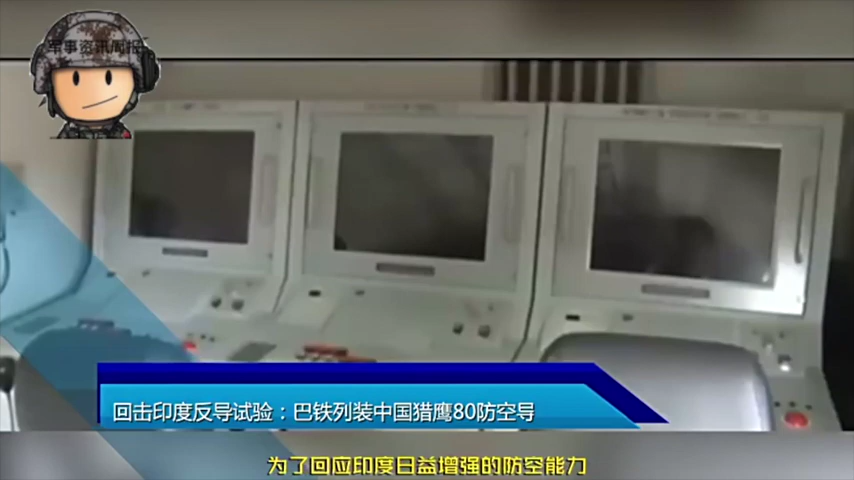 军事资讯周报
回击印度反导试验：巴铁列装中国猎鹰80防空导
为了回应印度日益增强的防空能力